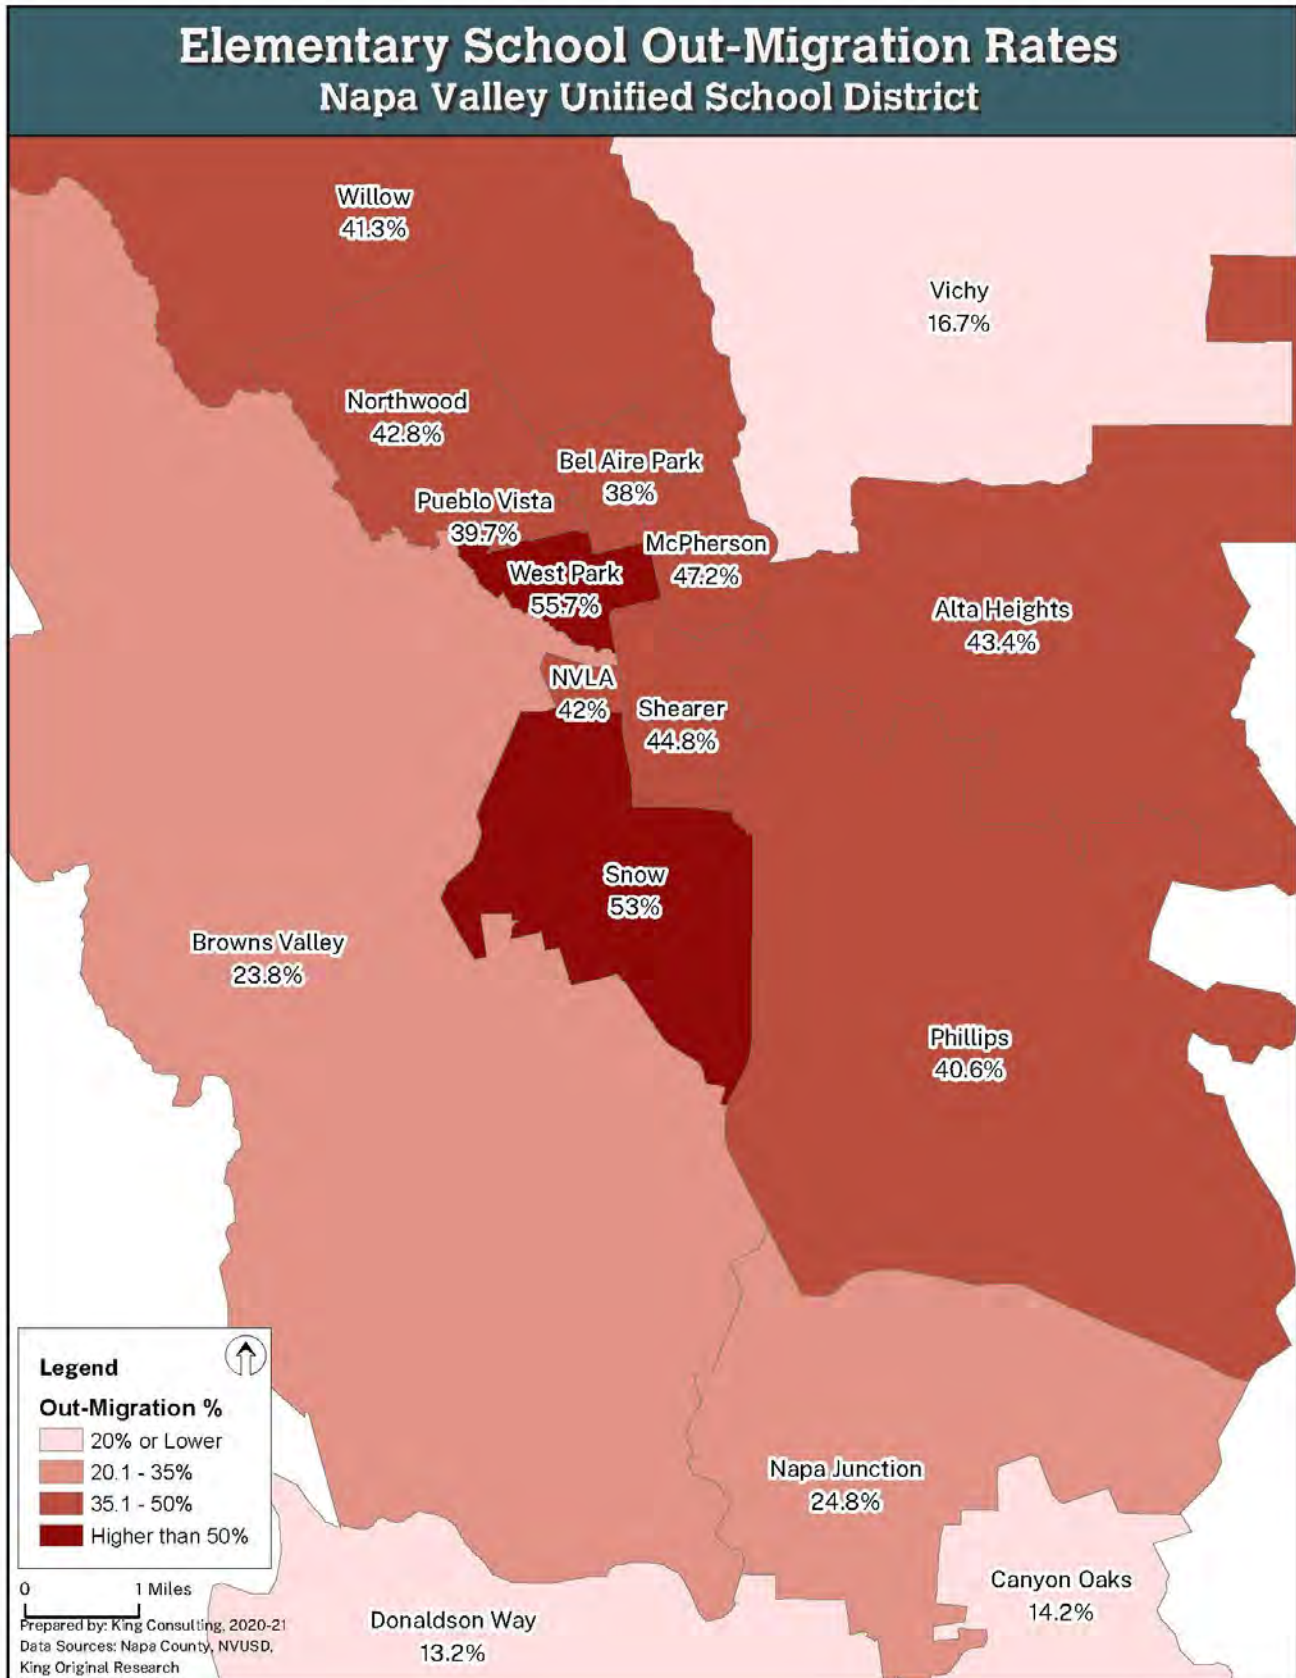 Elementary School Out-Migration Rates
Napa Valley Unified School District
Willow
41.3%
Vichy
16.7%
Northwood
42.8%
Bel Aire Park
38%
Pueblo Vista
39.7%
McPherson
47.2%
West Park
55.7%
Alta Heights
43.4%
NVLA
42%
Shearer
44.8%
Snow
53%
Browns Valley
23.8%
Phillips
40.6%
Napa Junction
24.8%
Canyon Oaks
14.2%
Donaldson Way
13.2%
Legend
Out-Migration %
20% or Lower
20.1 - 35%
35.1 - 50%
Higher than 50%
0 1 Miles
Prepared by: King Consulting, 2020-21
Data Sources: Napa County, NVUSD,
King Original Research